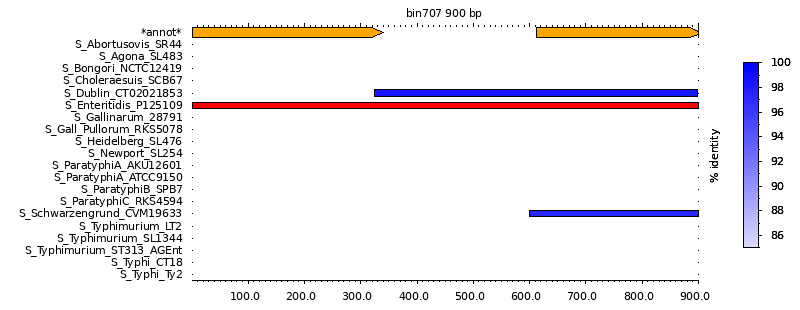 bin707 900 bp
*annot*
S_Abortusovis_SR44
S_Agona_SL483
S_Bongori_NCTC12419
S_Choleraesuis_SCB67
S_Dublin_CT02021853
S_Enteritidis_P125109
S_Gallinarum_28791
S_Gall_Pullorum_RKS5078
S_Heidelberg_SL476
S_Newport_SL254
S_ParatyphiA_AKU12601
S_ParatyphiA_ATCC9150
S_ParatyphiB_SPB7
S_ParatyphiC_RKS4594
S_Schwarzengrund_CVM19633
S_Typhimurium_LT2
S_Typhimurium_SL1344
S_Typhimurium_ST313_AGEnt
S_Typhi_CT18
S_Typhi_Ty2
100.0 200.0 300.0 400.0 500.0 600.0 700.0 800.0 900.0
% identity
100
98
96
94
92
90
88
86